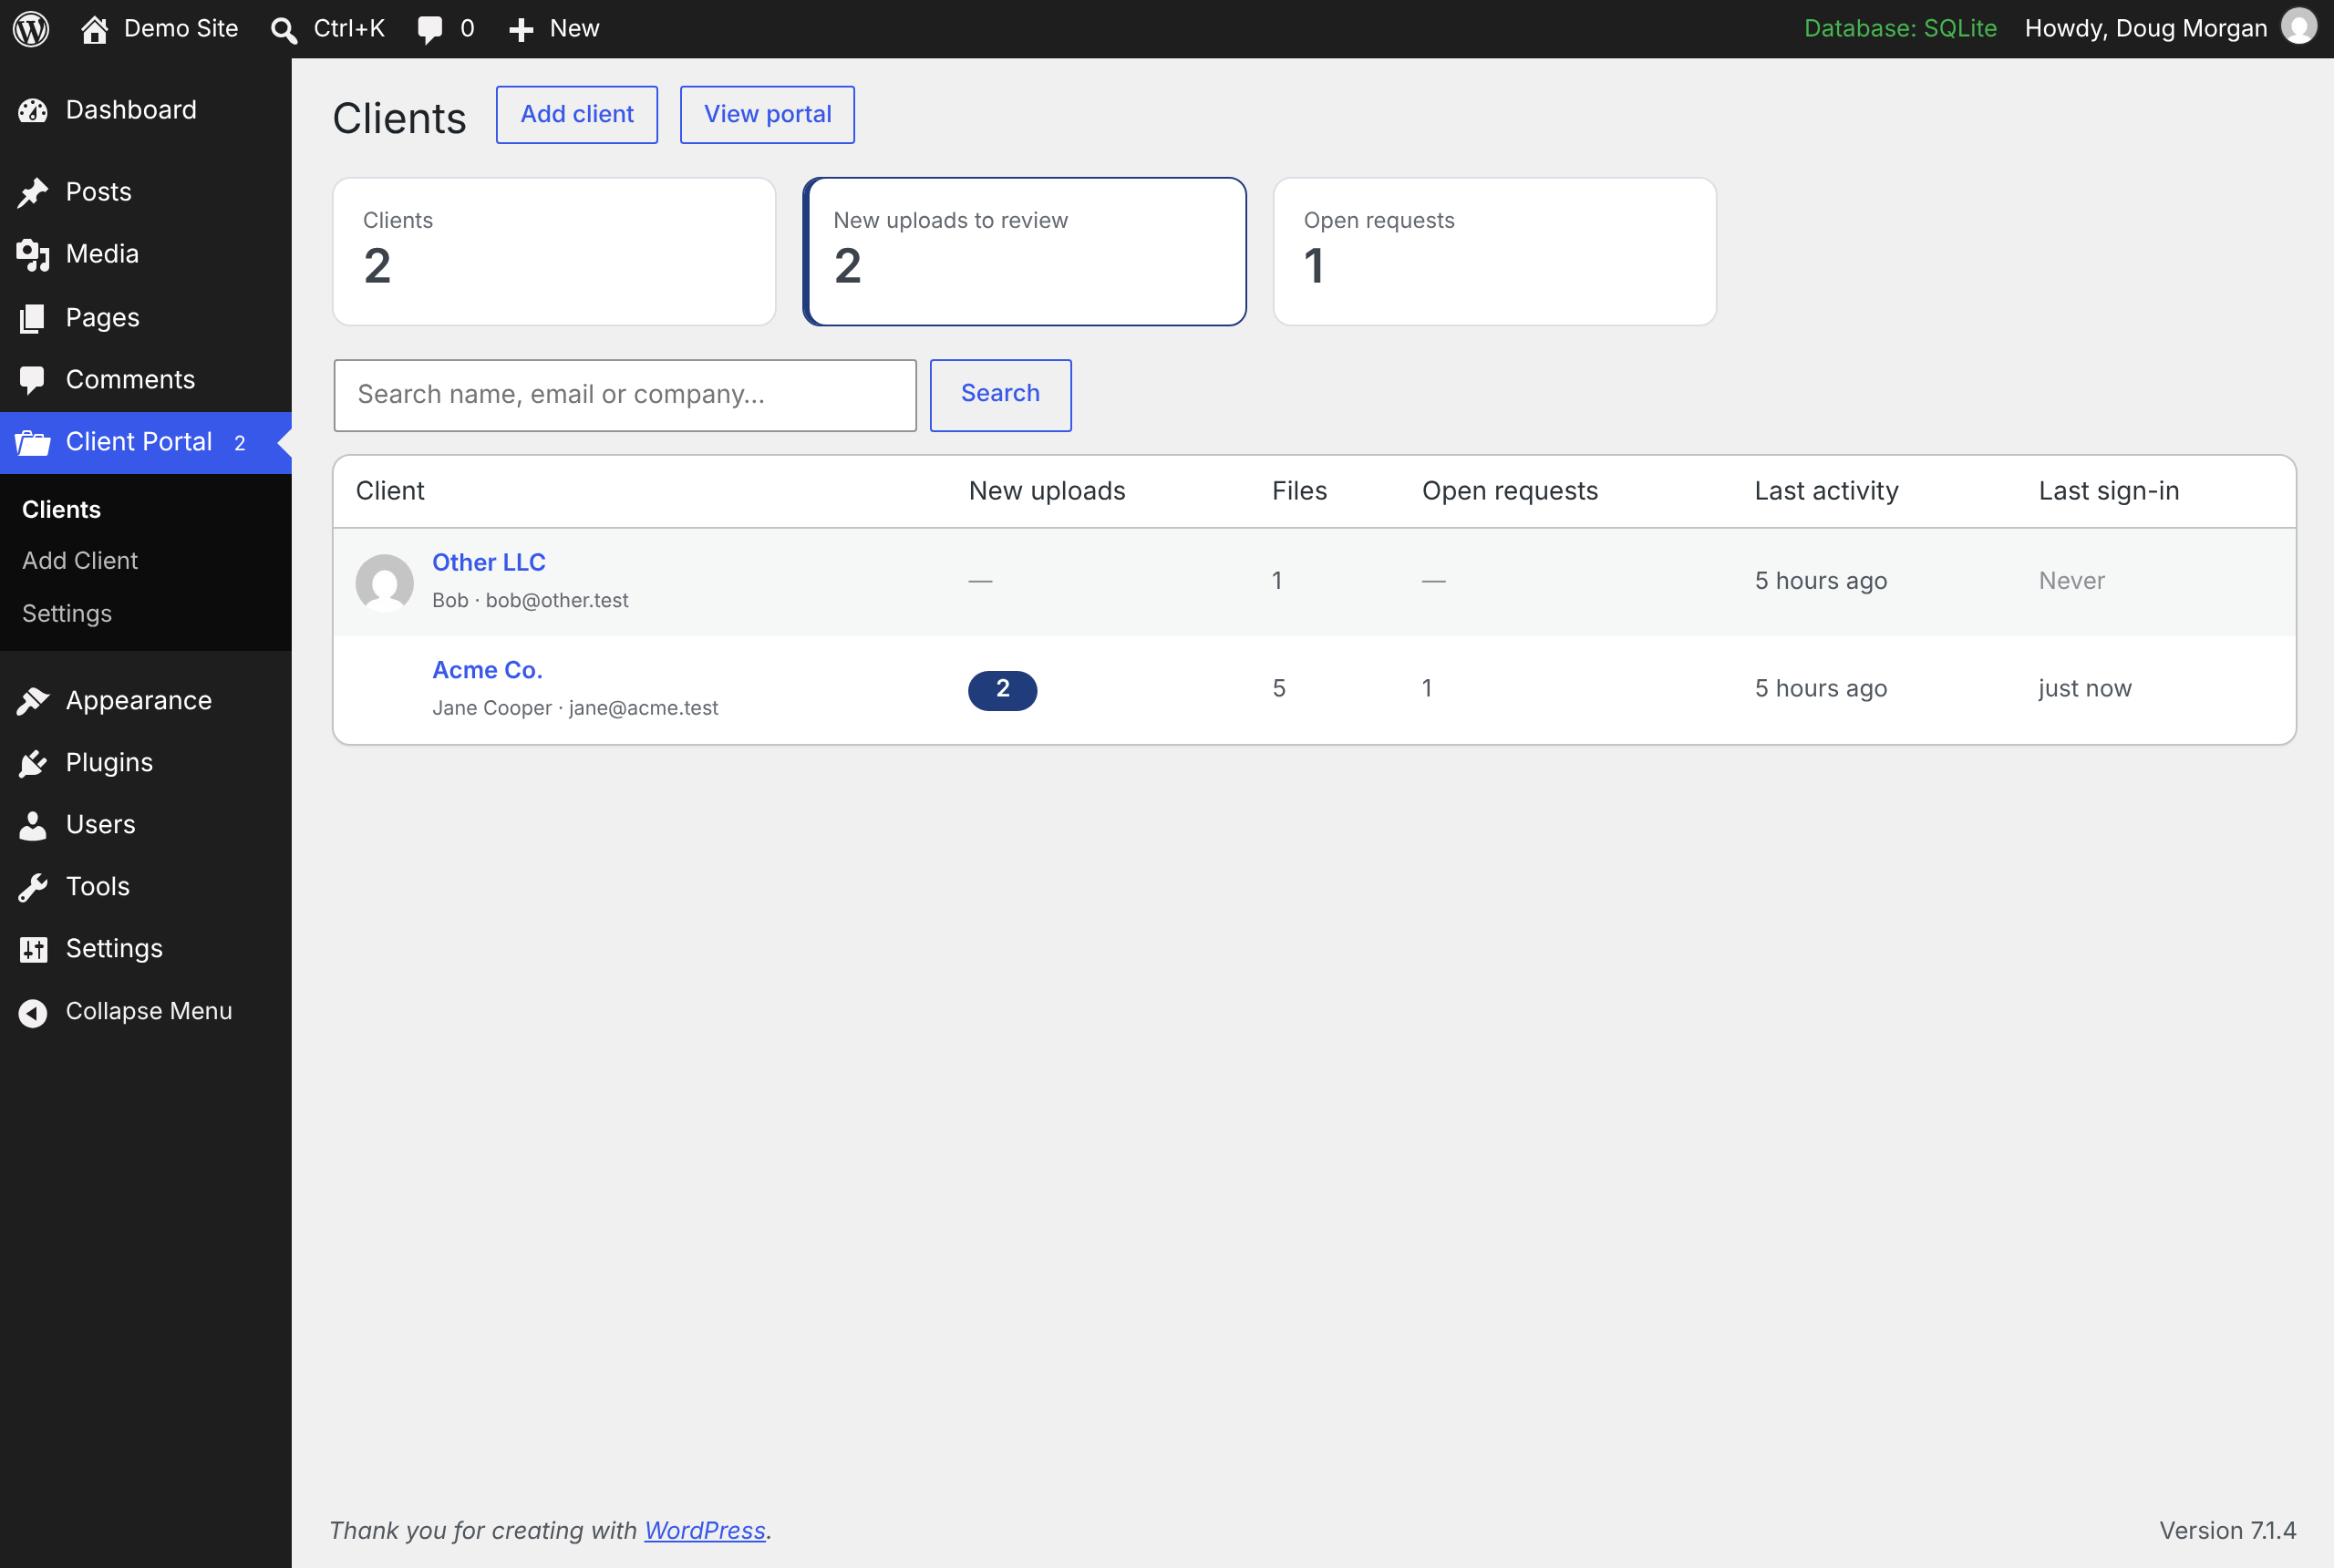 Demo Site Ctrl+K 0 New Database: SQLite Howdy, Doug Morgan
Dashboard
Posts
Media
Pages
Comments
Client Portal 2
Clients
Add Client
Settings
Appearance
Plugins
Users
Tools
Settings
Collapse Menu
Clients Add client View portal
Clients New uploads to review Open requests
2 2 1
Search name, email or company... Search
Client New uploads Files Open requests Last activity Last sign-in
Other LLC
Bob · bob@other.test — 1 — 5 hours ago Never
Acme Co.
Jane Cooper · jane@acme.test 2 5 1 5 hours ago just now
Thank you for creating with WordPress. Version 7.1.4